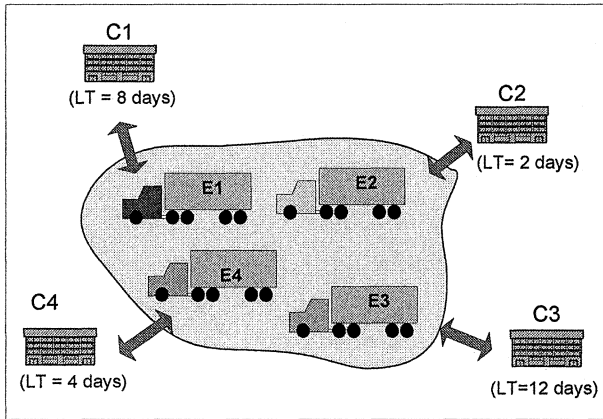 C1
(LT = 8 days)
C2
(LT= 2 days)
E1
E2
E4
E3
C4
(LT = 4 days)
C3
(LT=12 days)